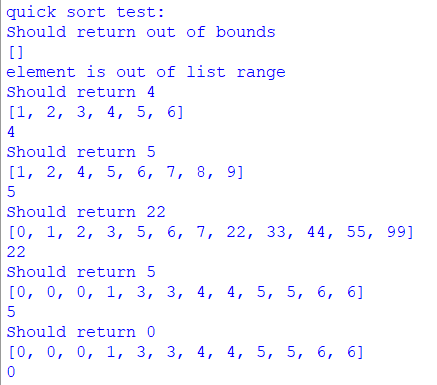 quick sort test:
Should return out of bounds
[]
element is out of list range
Should return 4
[1, 2, 3, 4, 5, 6]
4
Should return 5
[1, 2, 4, 5, 6, 7, 8, 9]
5
Should return 22
[0, 1, 2, 3, 5, 6, 7, 22, 33, 44, 55, 99]
22
Should return 5
[0, 0, 0, 1, 3, 3, 4, 4, 5, 5, 6, 6]
5
Should return 0
[0, 0, 0, 1, 3, 3, 4, 4, 5, 5, 6, 6]
0